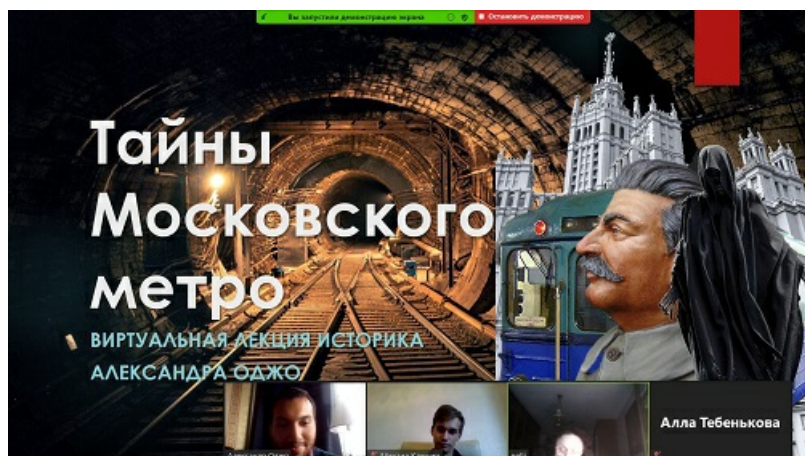 Вы запустили демонстрацию экрана
Остановить демонстрацию
Тайны
Московского
метро
ВИРТУАЛЬНАЯ ЛЕКЦИЯ ИСТОРИКА
АЛЕКСАНДРА ОДЖО
Алла Тебенькова